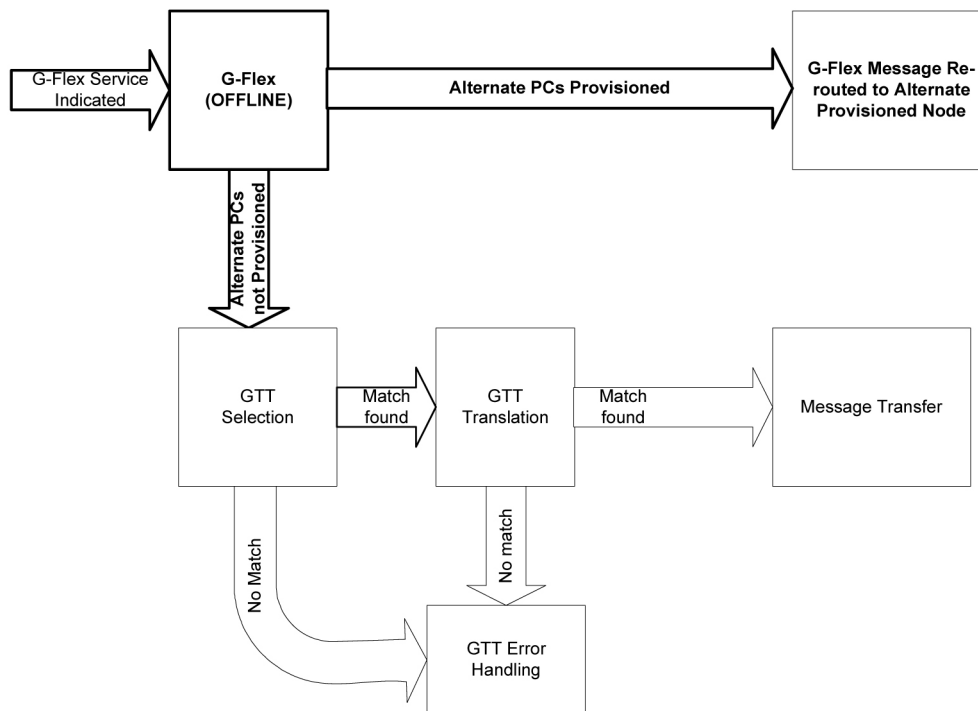 G-Flex Service
Indicated
G-Flex
(OFFLINE)
Alternate PCs Provisioned
G-Flex Message Re-
routed to Alternate
Provisioned Node
Alternate PCs
not Provisioned
GTT
Selection
Match
found
GTT
Translation
Match
found
Message Transfer
No Match
No match
GTT Error
Handling